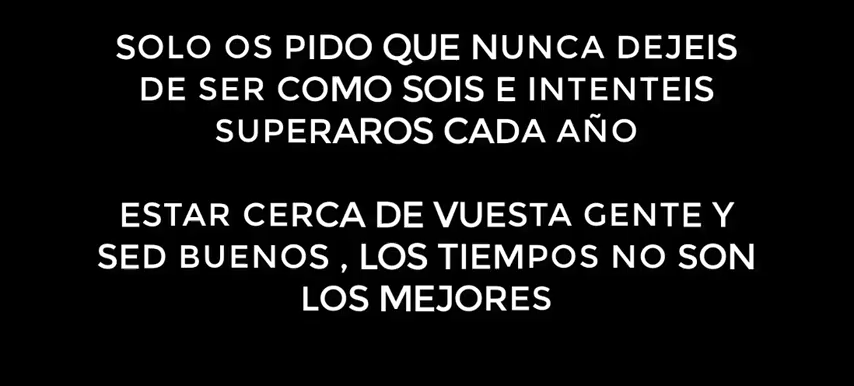 SOLO OS PIDO QUE NUNCA DEJEIS
DE SER COMO SOIS E INTENTEIS
SUPERAROS CADA AÑO
ESTAR CERCA DE VUESTA GENTE Y
SED BUENOS , LOS TIEMPOS NO SON
LOS MEJORES